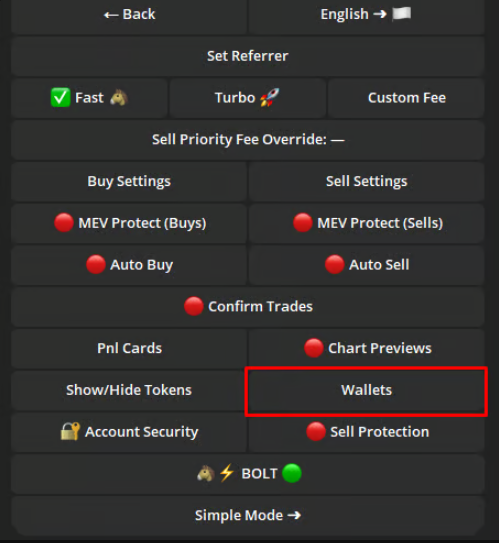 ← Back English ➔ 🏳️
Set Referrer
✅ Fast 🐴 Turbo 🚀 Custom Fee
Sell Priority Fee Override: —
Buy Settings Sell Settings
🔴 MEV Protect (Buys) 🔴 MEV Protect (Sells)
🔴 Auto Buy 🔴 Auto Sell
🔴 Confirm Trades
Pnl Cards 🔴 Chart Previews
Show/Hide Tokens Wallets
🔐 Account Security 🔴 Sell Protection
🐴 ⚡ BOLT 🟢
Simple Mode ➔